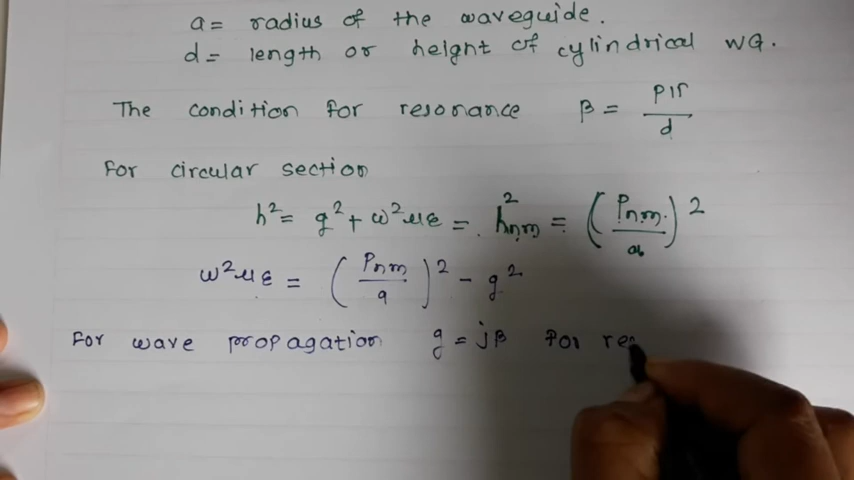 a = radius of the waveguide.
d = length or height of cylindrical WG.
The condition for resonance β = pπ/d
For circular section
h² = g² + ω²με = h²nm = (Pnm/a)²
ω²με = (Pnm/a)² - g²
For wave propagation g = jβ for res